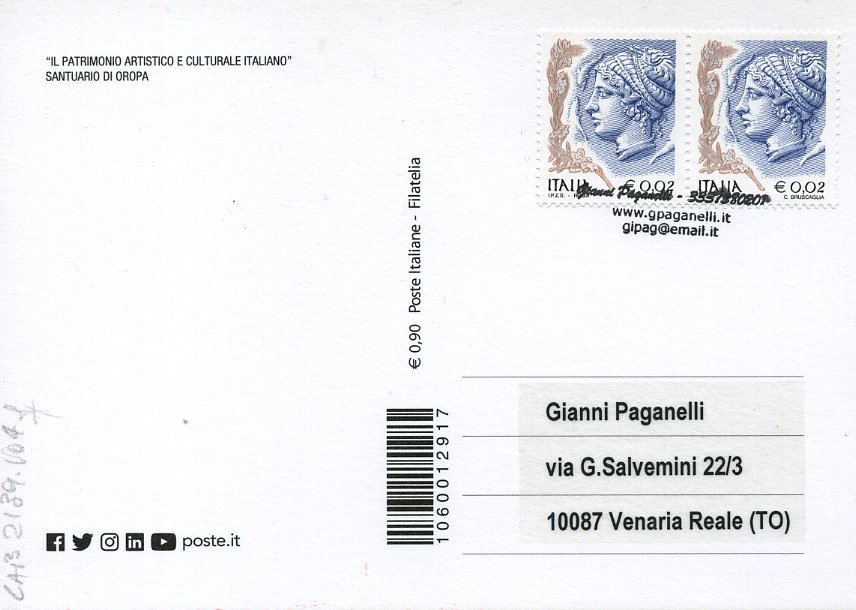 "IL PATRIMONIO ARTISTICO E CULTURALE ITALIANO"
SANTUARIO DI OROPA
ITALIA € 0,02
I.P.Z.S. -
ITALIA € 0,02
C. BRUSCAGLIA
Gianni Paganelli -
www.gpaganelli.it
gipag@email.it
€ 0,90 Poste Italiane - Filatelia
1060012917
Gianni Paganelli
via G.Salvemini 22/3
10087 Venaria Reale (TO)
poste.it